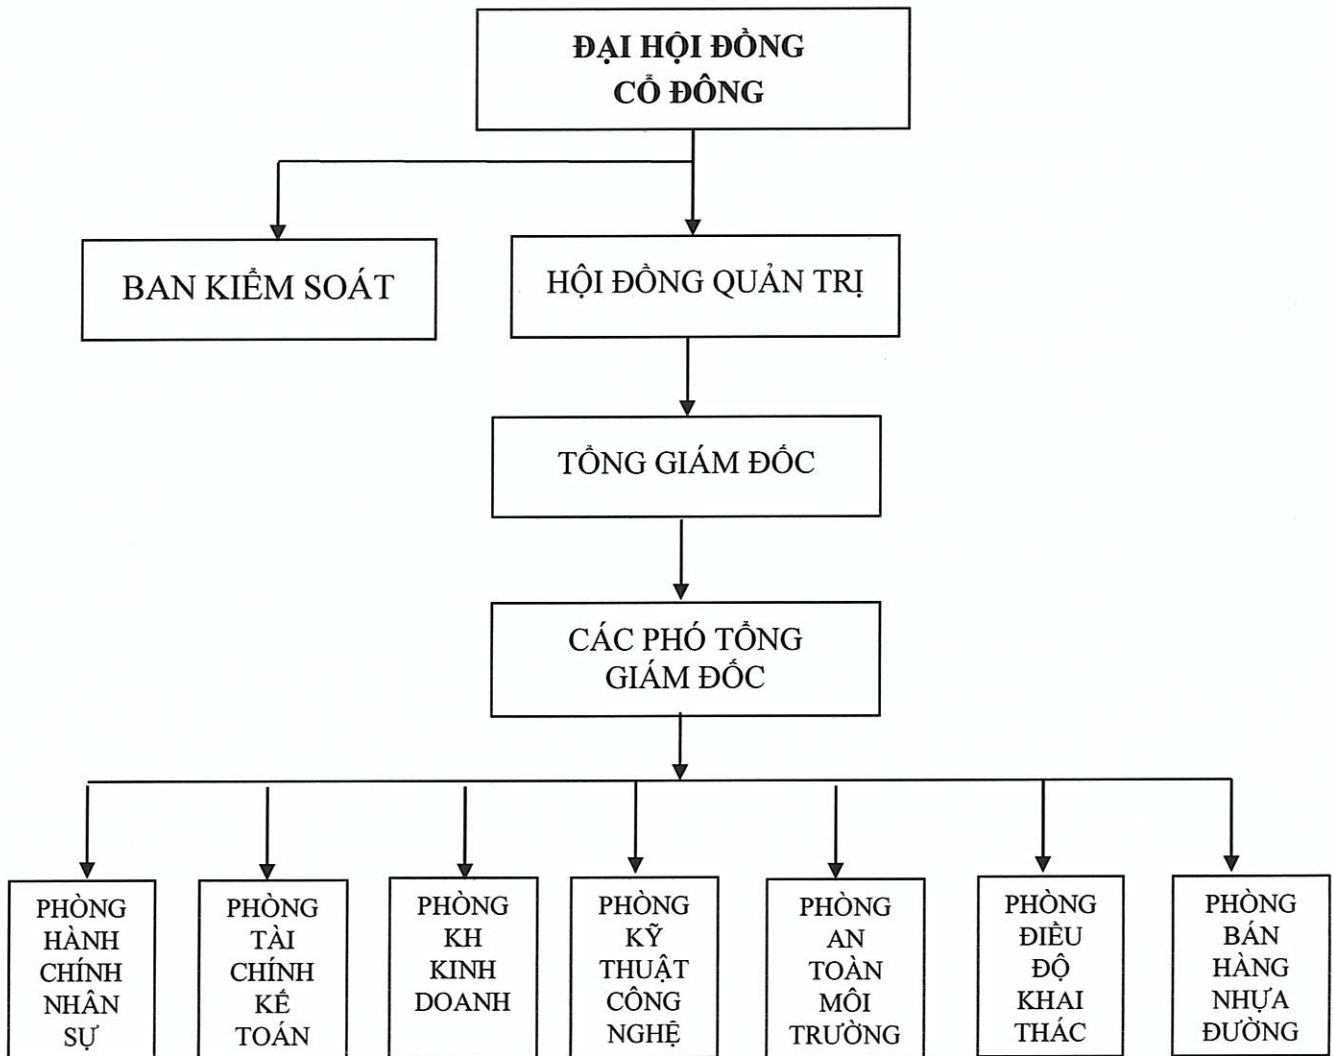 ĐẠI HỘI ĐỒNG
CỔ ĐÔNG
BAN KIỂM SOÁT
HỘI ĐỒNG QUẢN TRỊ
TỔNG GIÁM ĐỐC
CÁC PHÓ TỔNG
GIÁM ĐỐC
PHÒNG
HÀNH
CHÍNH
NHÂN
SỰ
PHÒNG
TÀI
CHÍNH
KẾ
TOÁN
PHÒNG
KH
KINH
DOANH
PHÒNG
KỸ
THUẬT
CÔNG
NGHỆ
PHÒNG
AN
TOÀN
MÔI
TRƯỜNG
PHÒNG
ĐIỀU
ĐỘ
KHAI
THÁC
PHÒNG
BÁN
HÀNG
NHỰA
ĐƯỜNG